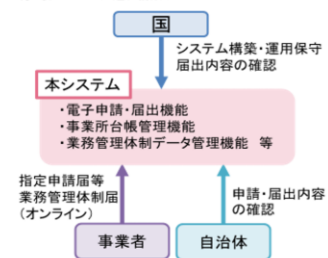 国
システム構築・運用保守
届出内容の確認
本システム
・電子申請・届出機能
・事業所台帳管理機能
・業務管理体制データ管理機能 等
指定申請届等
業務管理体制届
(オンライン)
申請・届出内容
の確認
事業者
自治体